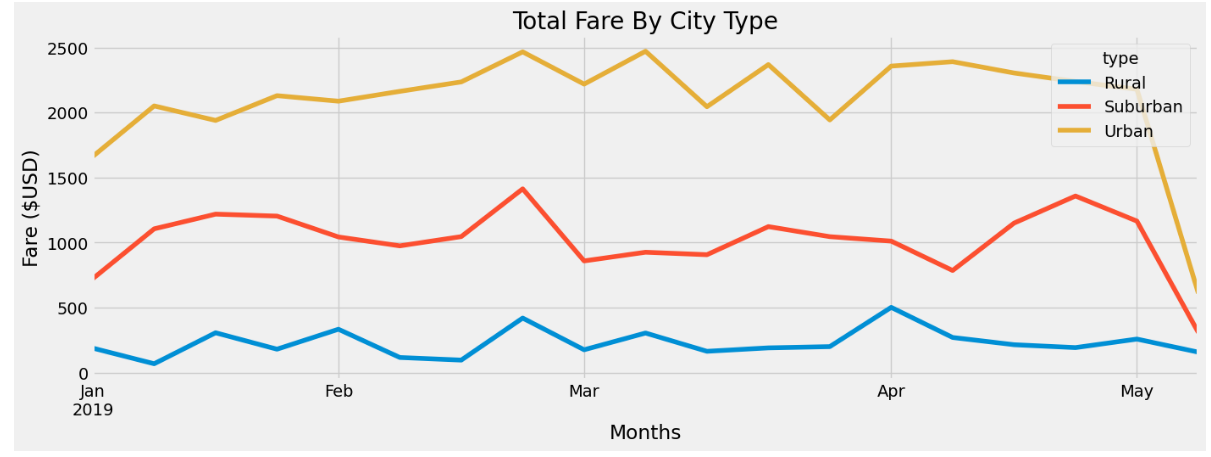 Total Fare By City Type
Fare ($USD)
2500
2000
1500
1000
500
0
type
Rural
Suburban
Urban
Jan
2019
Feb
Mar
Apr
May
Months